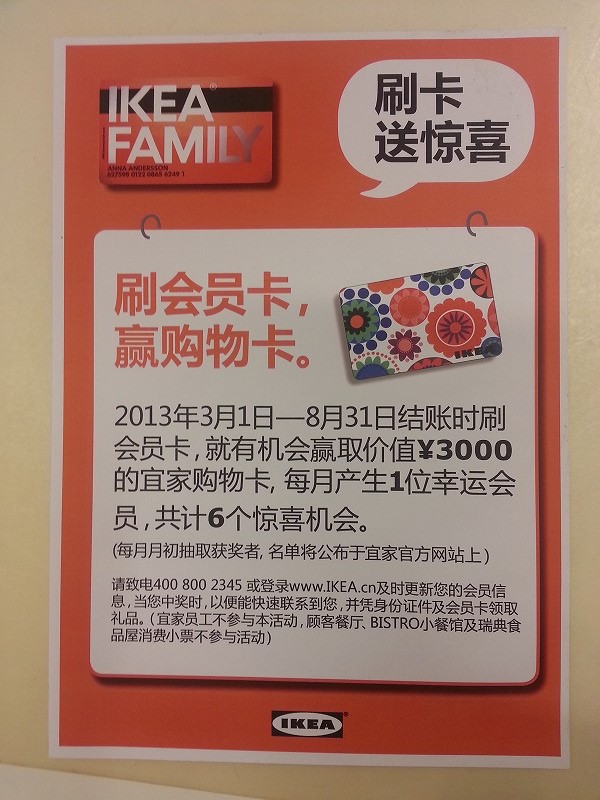 IKEA
FAMILY
ANNA ANDERSSON
627598 0122 0865 6249 1
刷卡
送惊喜
刷会员卡，
赢购物卡。
IKEA
2013年3月1日—8月31日结账时刷
会员卡，就有机会赢取价值¥3000
的宜家购物卡，每月产生1位幸运会
员，共计6个惊喜机会。
(每月月初抽取获奖者，名单将公布于宜家官方网站上)
请致电400 800 2345 或登录www.IKEA.cn及时更新您的会员信
息，当您中奖时，以便能快速联系到您，并凭身份证件及会员卡领取
礼品。(宜家员工不参与本活动，顾客餐厅、BISTRO小餐馆及瑞典食
品屋消费小票不参与活动)
IKEA®